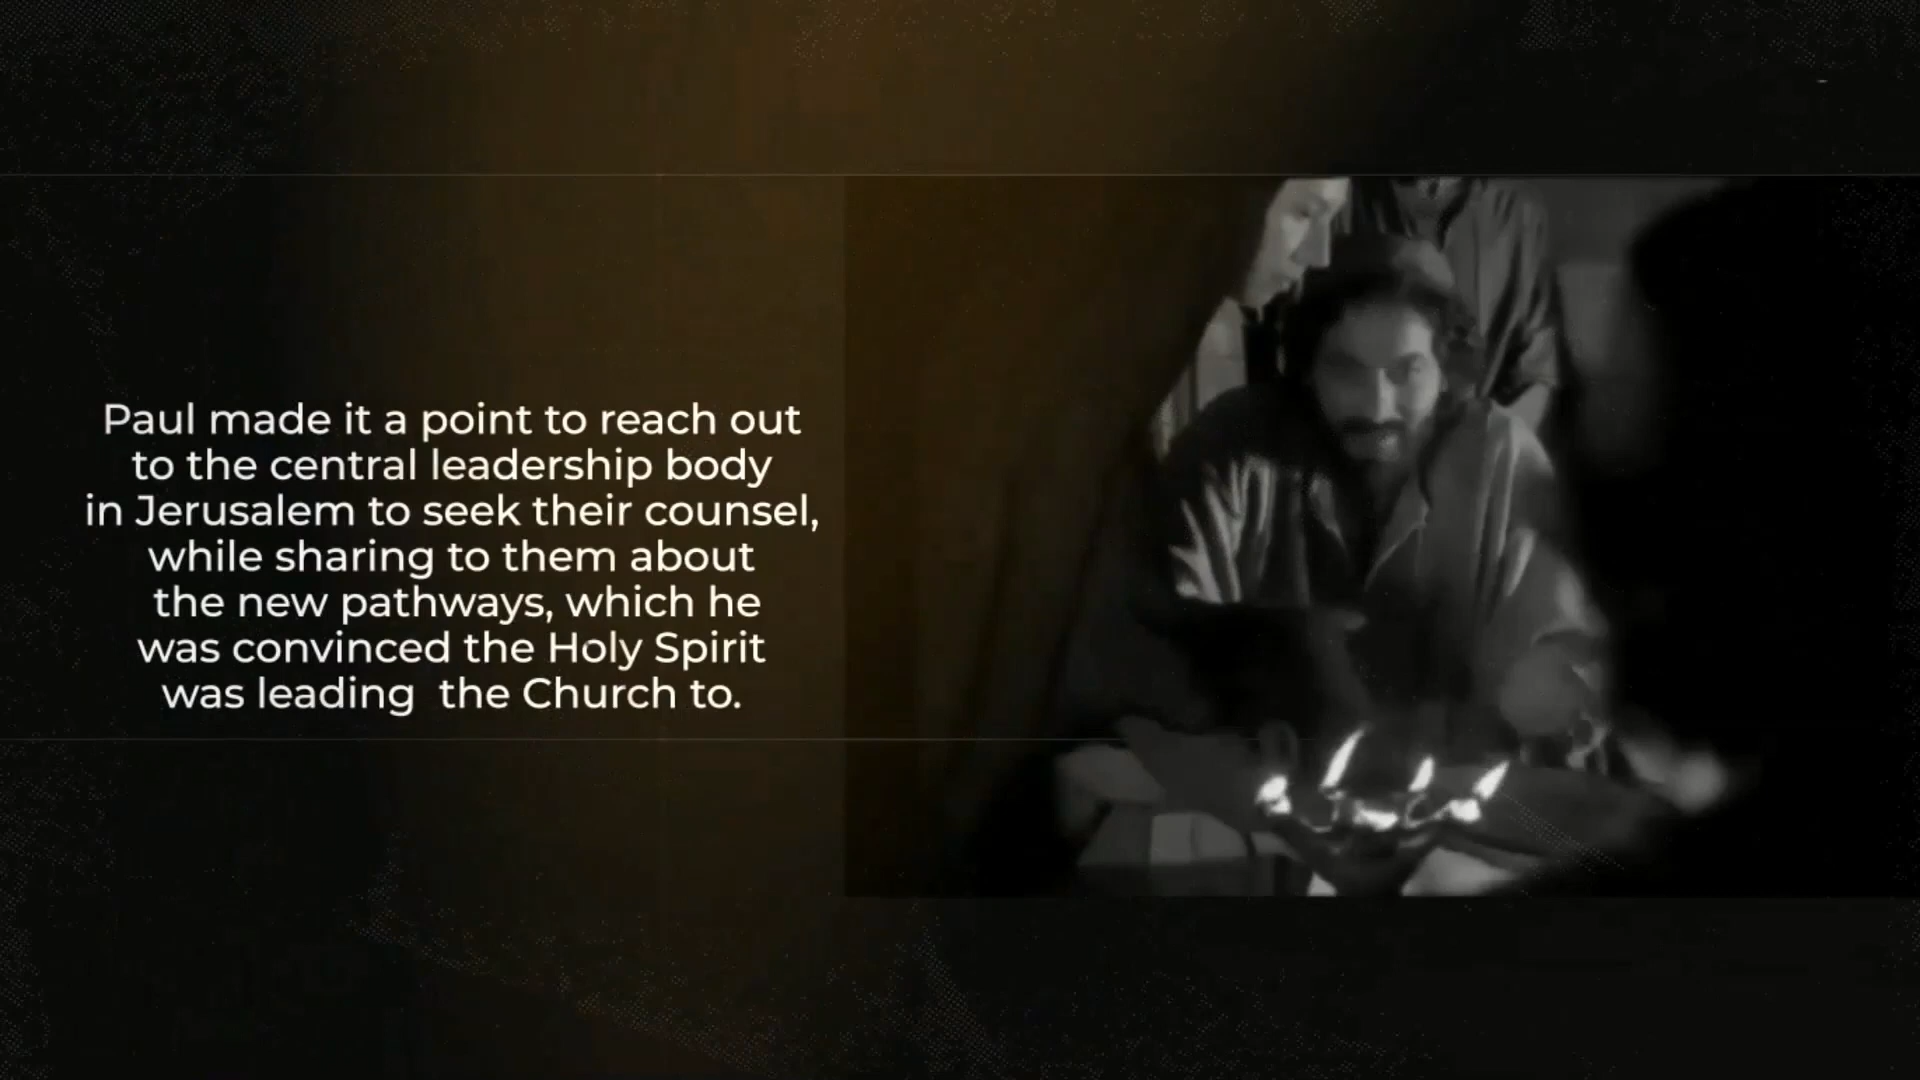 Paul made it a point to reach out
to the central leadership body
in Jerusalem to seek their counsel,
while sharing to them about
the new pathways, which he
was convinced the Holy Spirit
was leading  the Church to.